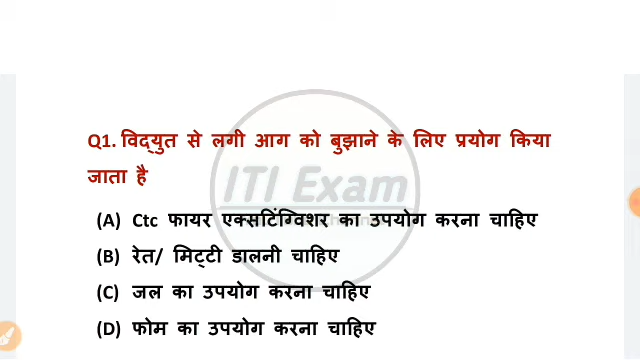 Q1. विद्युत से लगी आग को बुझाने के लिए प्रयोग किया
जाता है
ITI Exam
(A) Ctc फायर एक्सटिंग्विशर का उपयोग करना चाहिए
(B) रेत/ मिट्टी डालनी चाहिए
(C) जल का उपयोग करना चाहिए
(D) फोम का उपयोग करना चाहिए